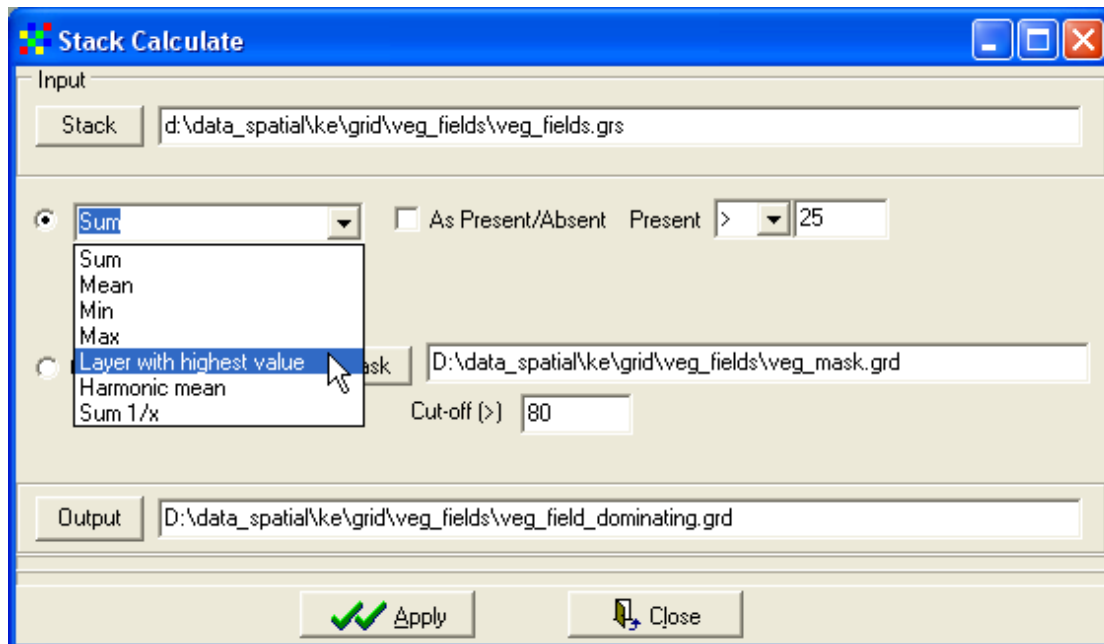 Stack Calculate
Input
Stack d:\data_spatial\ke\grid\veg_fields\veg_fields.grs
Sum As Present/Absent Present > 25
Sum
Mean
Min
Max
Layer with highest value ask D:\data_spatial\ke\grid\veg_fields\veg_mask.grd
Harmonic mean
Sum 1/x Cut-off (>) 80
Output D:\data_spatial\ke\grid\veg_fields\veg_field_dominating.grd
Apply Close